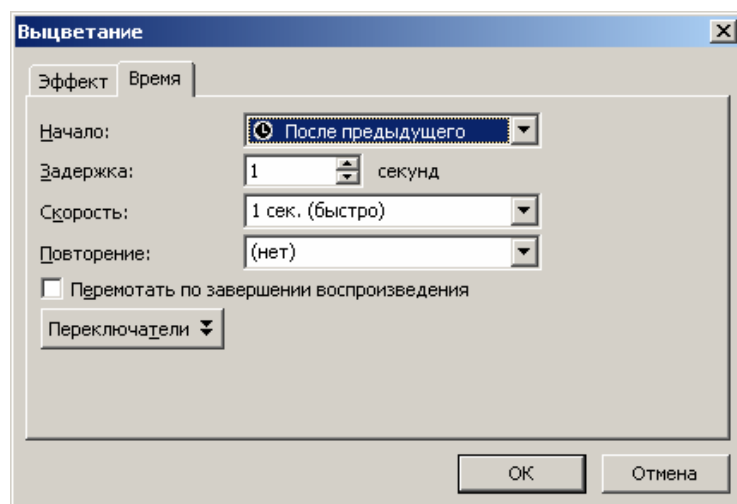 Выцветание
Эффект Время
Начало: После предыдущего
Задержка: 1 секунд
Скорость: 1 сек. (быстро)
Повторение: (нет)
Перемотать по завершении воспроизведения
Переключатели
ОК Отмена